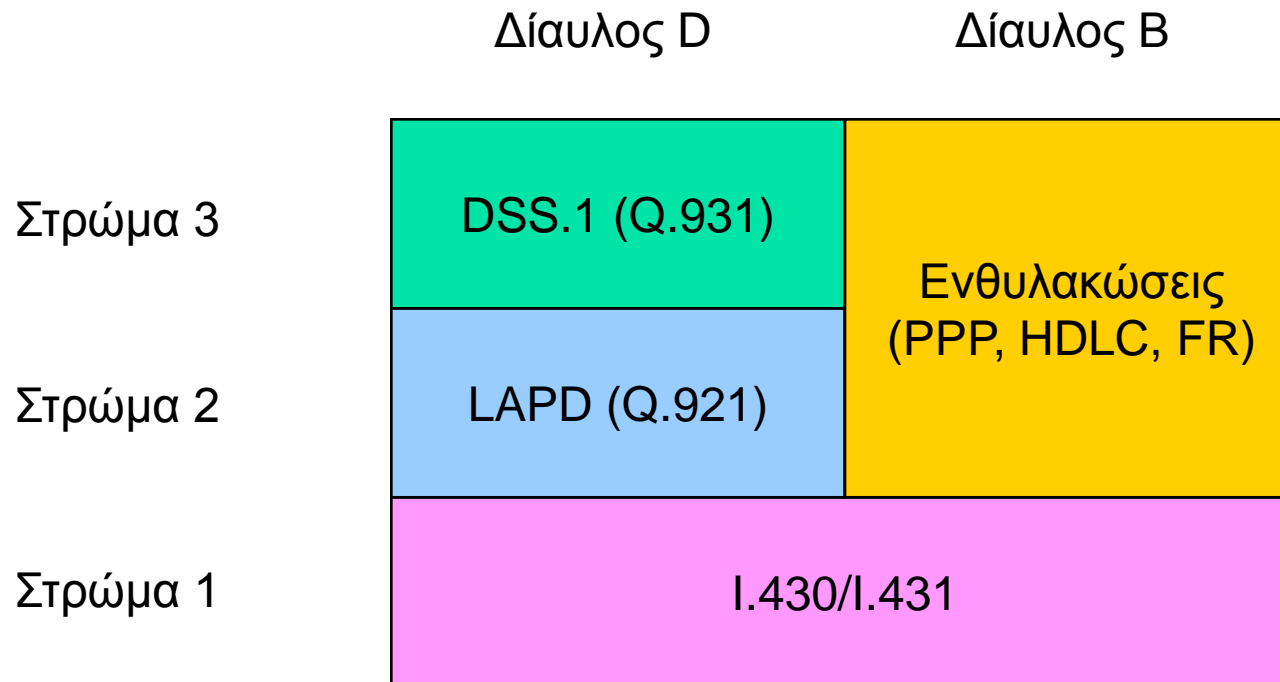 Δίαυλος D Δίαυλος B
Στρώμα 3 DSS.1 (Q.931)
Ενθυλακώσεις
(PPP, HDLC, FR)
Στρώμα 2 LAPD (Q.921)
Στρώμα 1 I.430/I.431